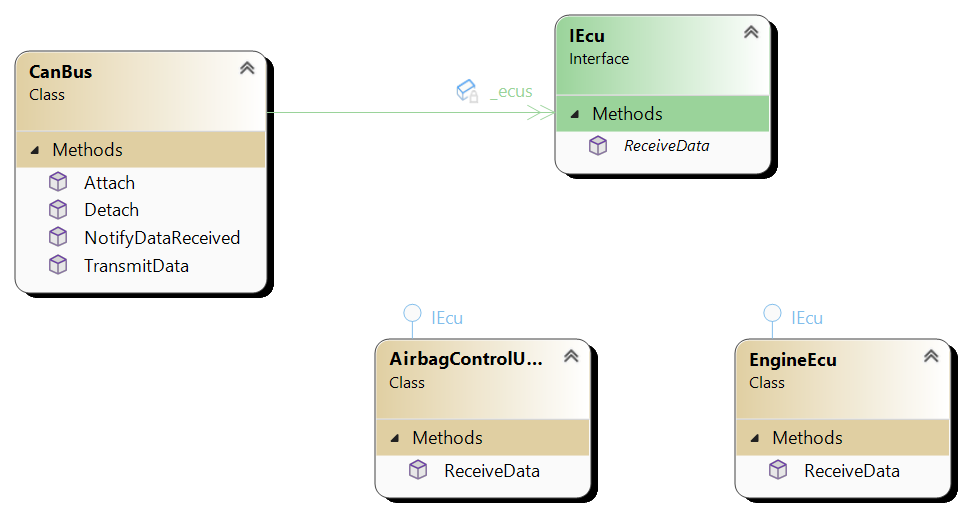 CanBus
Class
Methods
Attach
Detach
NotifyDataReceived
TransmitData
_ecus
IEcu
Interface
Methods
ReceiveData
IEcu
AirbagControlU...
Class
Methods
ReceiveData
IEcu
EngineEcu
Class
Methods
ReceiveData